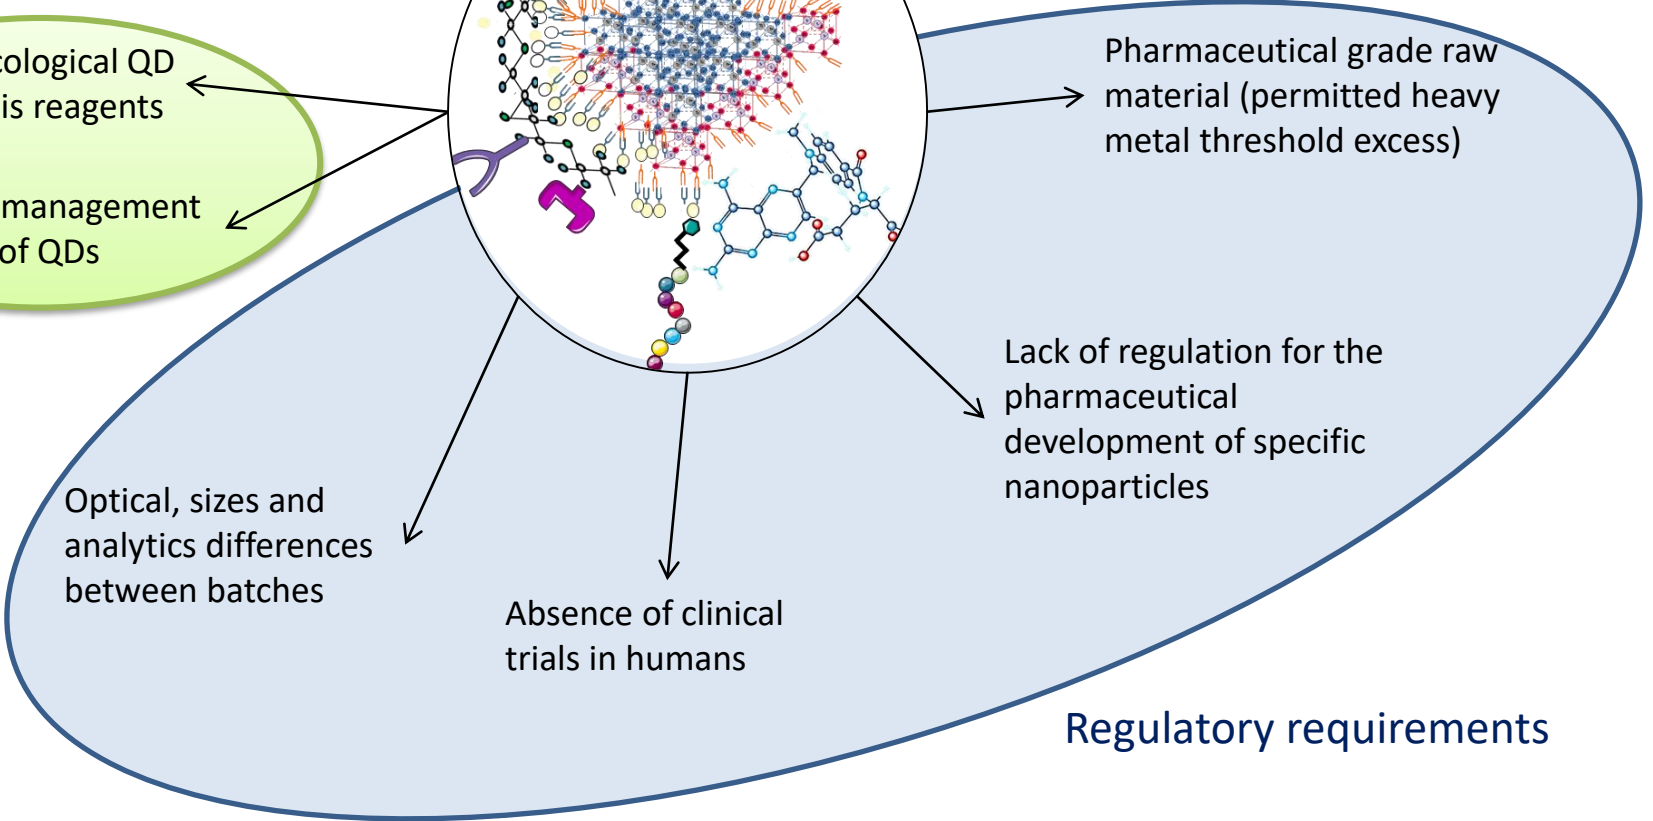 cological QD
is reagents
management
of QDs
Pharmaceutical grade raw
material (permitted heavy
metal threshold excess)
Lack of regulation for the
pharmaceutical
development of specific
nanoparticles
Optical, sizes and
analytics differences
between batches
Absence of clinical
trials in humans
Regulatory requirements